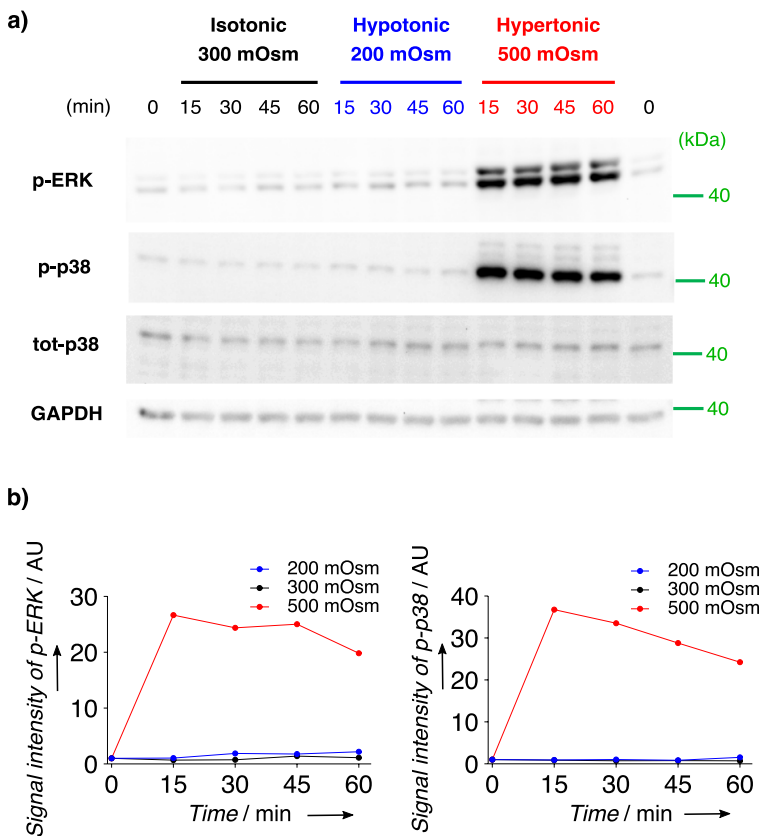 a)
Isotonic Hypotonic Hypertonic
300 mOsm 200 mOsm 500 mOsm
(min) 0 15 30 45 60 15 30 45 60 15 30 45 60 0
(kDa)
p-ERK
40
p-p38
40
tot-p38
40
GAPDH
40
b)
Signal intensity of p-ERK / AU
200 mOsm
300 mOsm
500 mOsm
30
20
10
0
0 15 30 45 60
Time / min
Signal intensity of p-p38 / AU
200 mOsm
300 mOsm
500 mOsm
40
30
20
10
0
0 15 30 45 60
Time / min